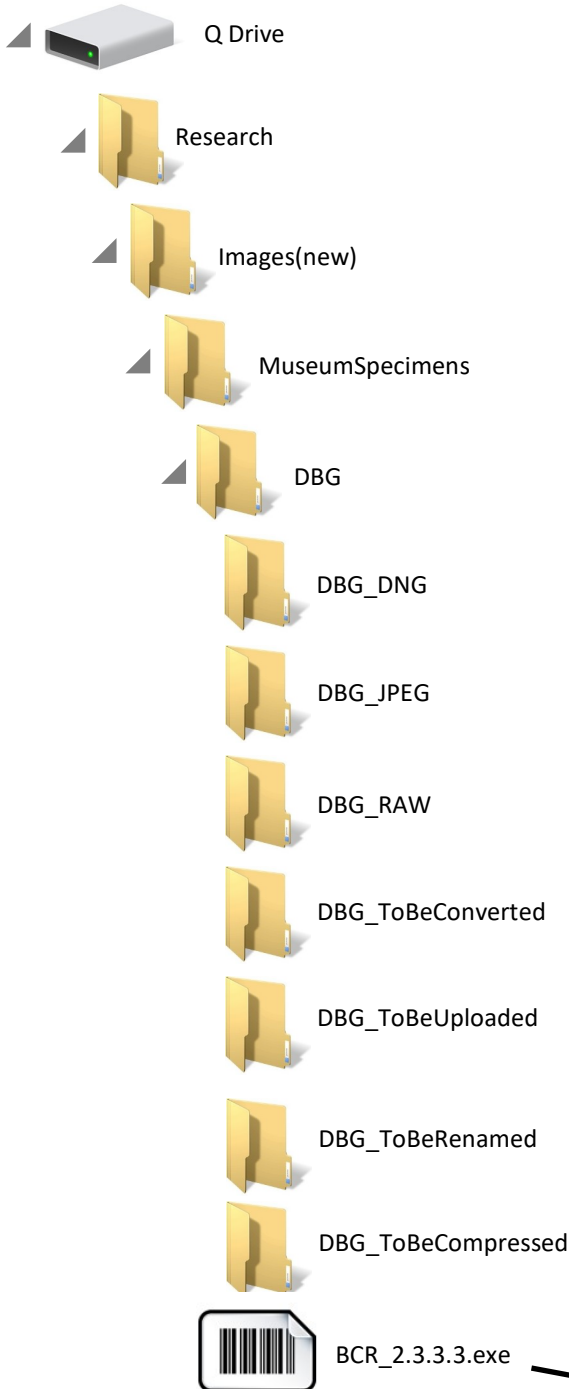 Q Drive
Research
Images(new)
MuseumSpecimens
DBG
DBG_DNG
DBG_JPEG
DBG_RAW
DBG_ToBeConverted
DBG_ToBeUploaded
DBG_ToBeRenamed
DBG_ToBeCompressed
BCR_2.3.3.3.exe